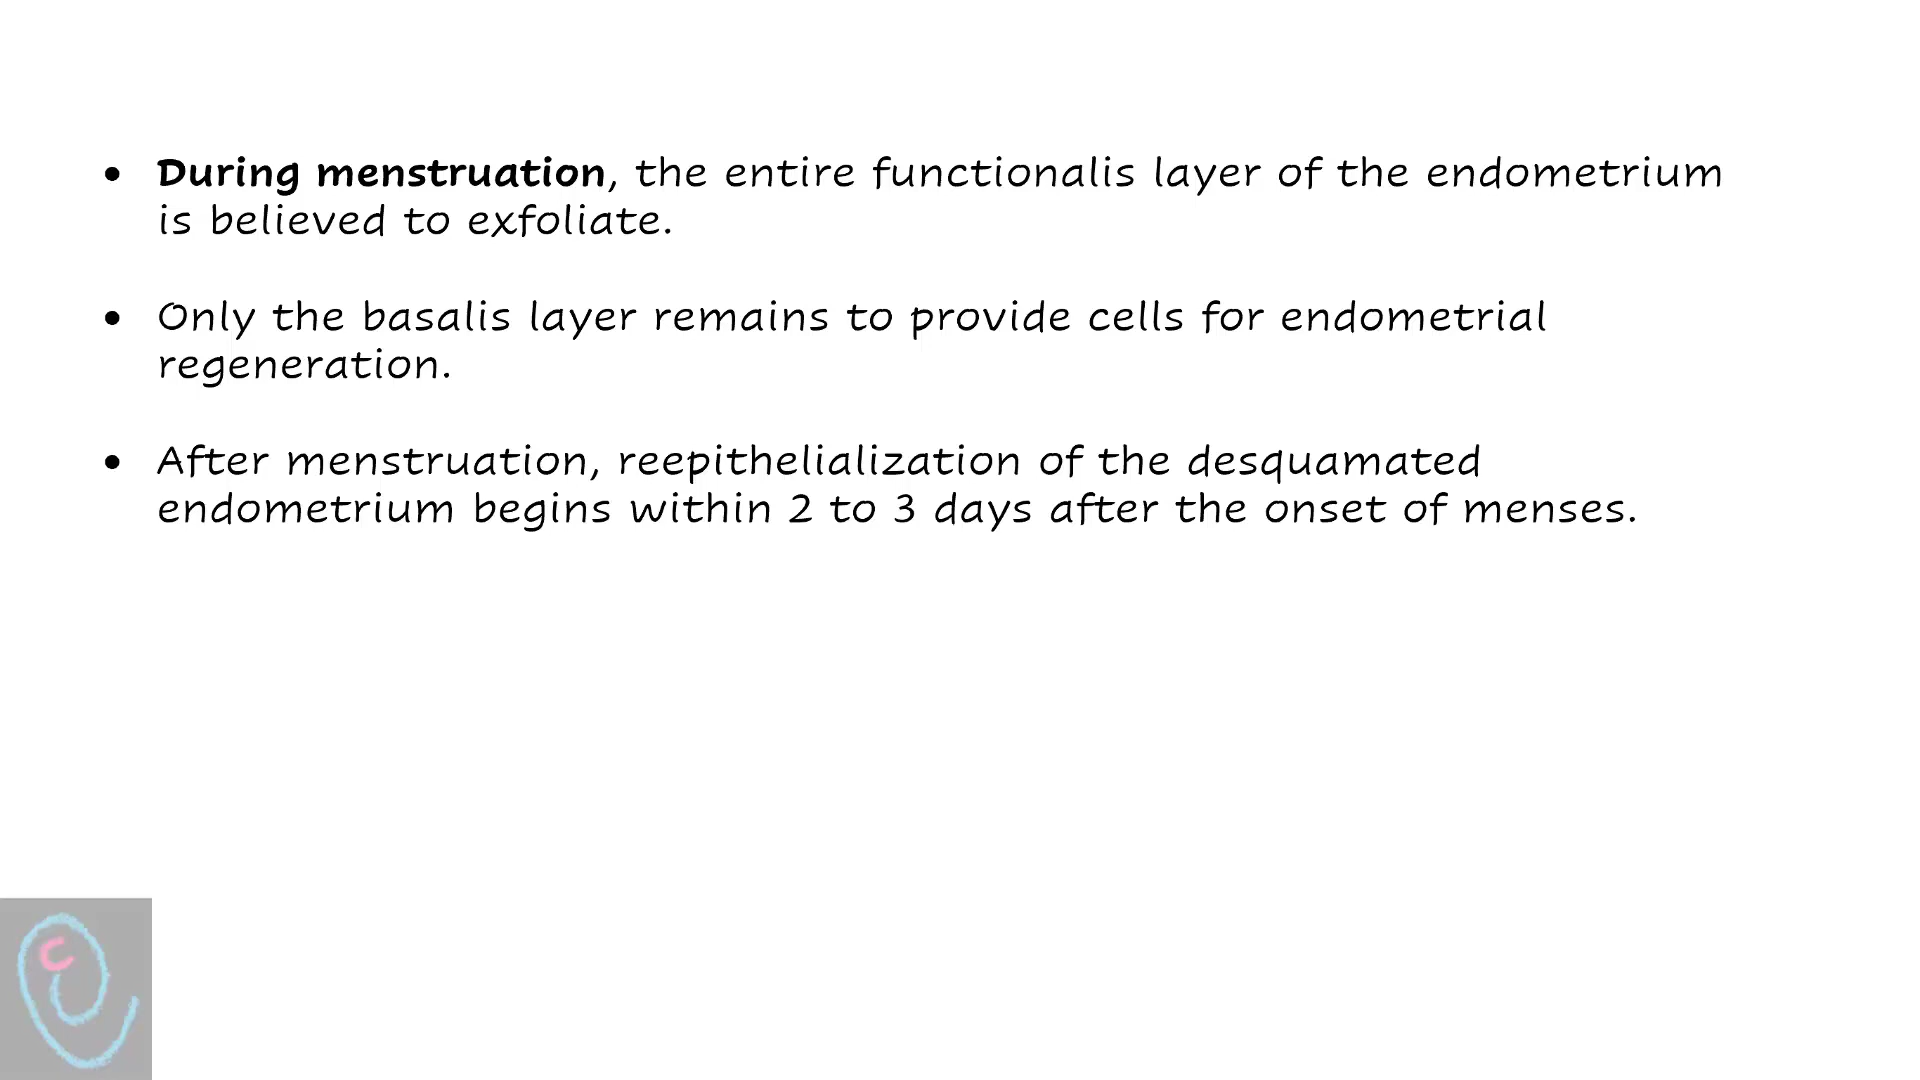 • During menstruation, the entire functionalis layer of the endometrium
is believed to exfoliate.
• Only the basalis layer remains to provide cells for endometrial
regeneration.
• After menstruation, reepithelialization of the desquamated
endometrium begins within 2 to 3 days after the onset of menses.